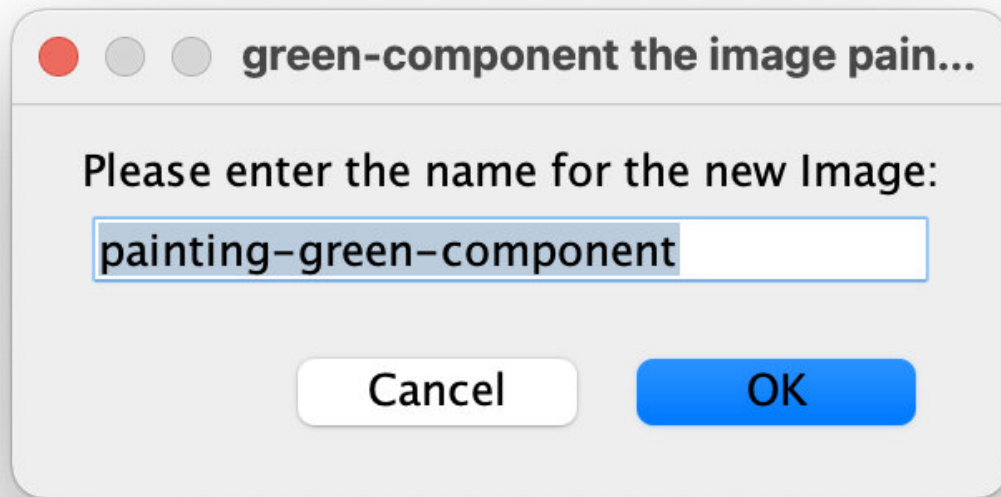 green-component the image pain...
Please enter the name for the new Image:
painting-green-component
Cancel
OK